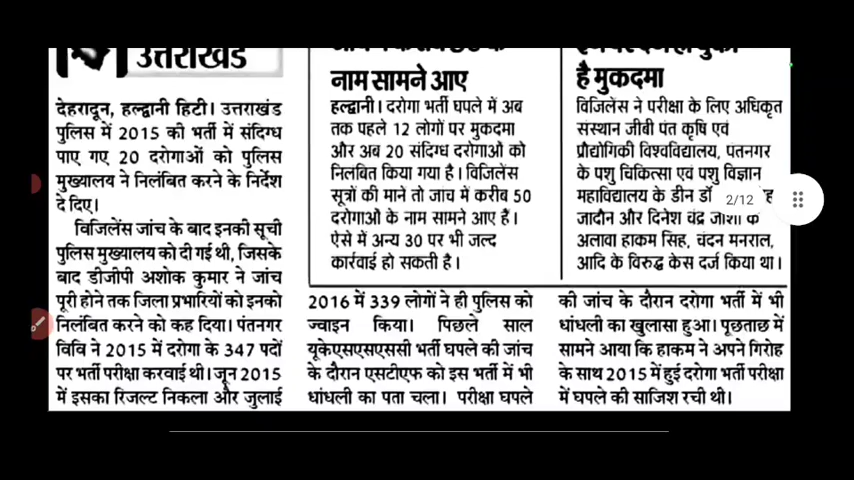 उत्तराखंड
देहरादून, हल्द्वानी हिटी। उत्तराखंड
पुलिस में 2015 की भर्ती में संदिग्ध
पाए गए 20 दरोगाओं को पुलिस
मुख्यालय ने निलंबित करने के निर्देश
दे दिए।
विजिलेंस जांच के बाद इनकी सूची
पुलिस मुख्यालय को दी गई थी, जिसके
बाद डीजीपी अशोक कुमार ने जांच
पूरी होने तक जिला प्रभारियों को इनको
निलंबित करने को कह दिया। पंतनगर
विवि ने 2015 में दरोगा के 347 पदों
पर भर्ती परीक्षा करवाई थी। जून 2015
में इसका रिजल्ट निकला और जुलाई
नाम सामने आए
हल्द्वानी। दरोगा भर्ती घपले में अब
तक पहले 12 लोगों पर मुकदमा
और अब 20 संदिग्ध दरोगाओं को
निलंबित किया गया है। विजिलेंस
सूत्रों की माने तो जाच में करीब 50
दरोगाओं के नाम सामने आए हैं।
ऐसे में अन्य 30 पर भी जल्द
कार्रवाई हो सकती है।
है मुकदमा
विजिलेंस ने परीक्षा के लिए अधिकृत
संस्थान जीबी पंत कृषि एवं
प्रौद्योगिकी विश्वविद्यालय, पतनगर
के पशु चिकित्सा एवं पशु विज्ञान
महाविद्यालय के डीन
जादौन और दिनेश चंद्र जोशी के
अलावा हाकम सिंह, चंदन मनराल,
आदि के विरुद्ध केस दर्ज किया था।
2016 में 339 लोगों ने ही पुलिस को
ज्वाइन किया। पिछले साल
यूकेएसएसएससी भर्ती घपले की जांच
के दौरान एसटीएफ को इस भर्ती में भी
धांधली का पता चला। परीक्षा घपले
की जांच के दौरान दरोगा भर्ती में भी
धांधली का खुलासा हुआ। पूछताछ में
सामने आया कि हाकम ने अपने गिरोह
के साथ 2015 में हुई दरोगा भर्ती परीक्षा
में घपले की साजिश रची थी।
2/12